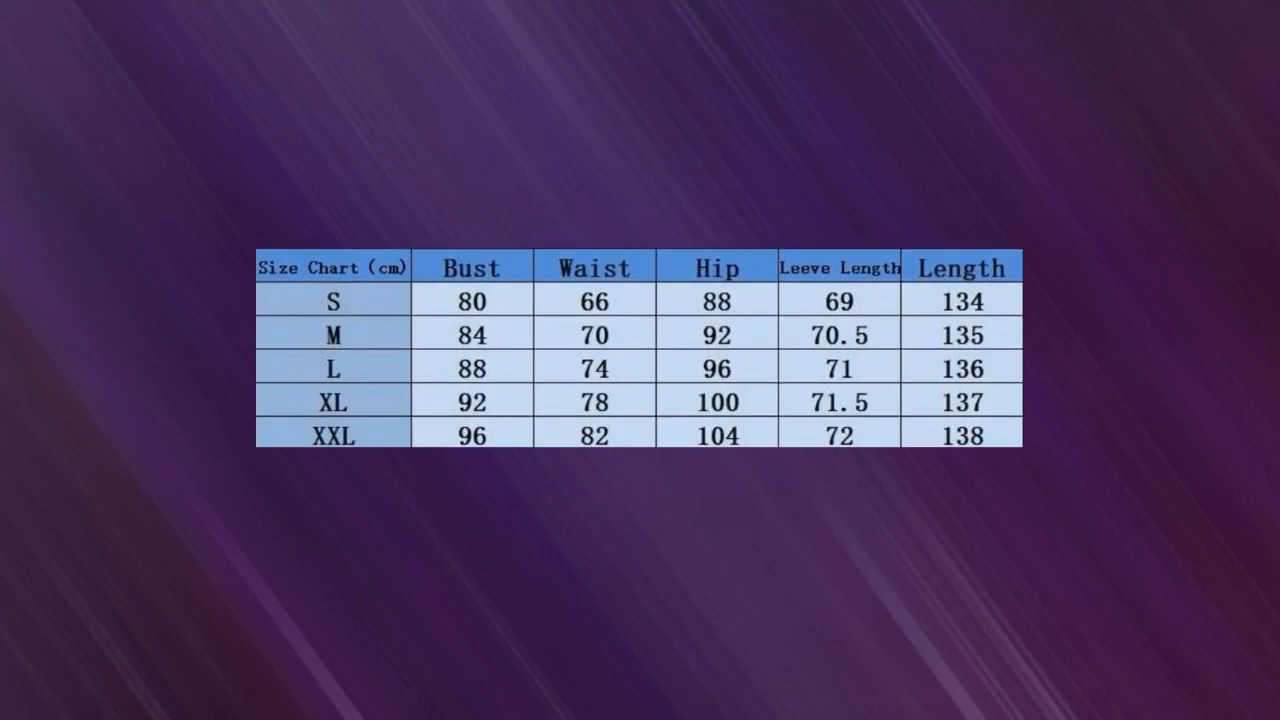 Size Chart (cm) Bust Waist Hip Leeve Length Length
S 80 66 88 69 134
M 84 70 92 70.5 135
L 88 74 96 71 136
XL 92 78 100 71.5 137
XXL 96 82 104 72 138